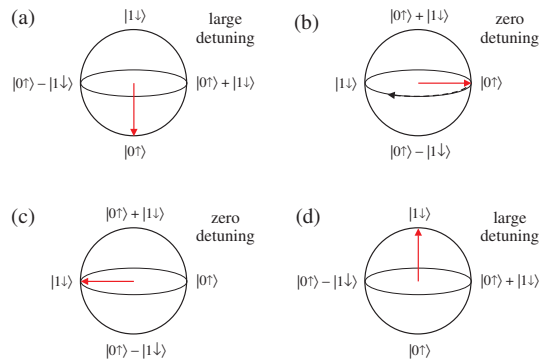 (a)
|1↓⟩
large
detuning
|0↑⟩ − |1↓⟩
|0↑⟩ + |1↓⟩
|0↑⟩
(b)
|0↑⟩ + |1↓⟩
zero
detuning
|1↓⟩
|0↑⟩
|0↑⟩ − |1↓⟩
(c)
|0↑⟩ + |1↓⟩
zero
detuning
|1↓⟩
|0↑⟩
|0↑⟩ − |1↓⟩
(d)
|1↓⟩
large
detuning
|0↑⟩ − |1↓⟩
|0↑⟩ + |1↓⟩
|0↑⟩